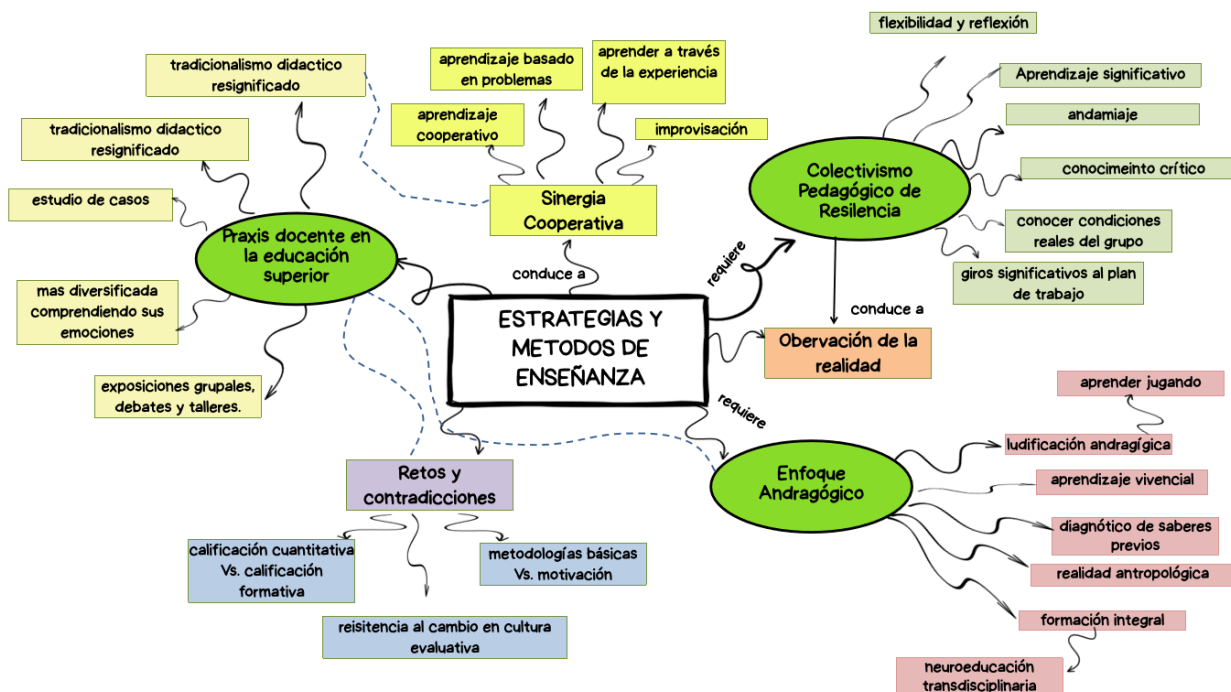 flexibilidad y reflexión
tradicionalismo didactico
resignificado
aprendizaje basado
en problemas
aprender a través
de la experiencia
Aprendizaje significativo
andamiaje
aprendizaje
cooperativo
improvisación
tradicionalismo didactico
resignificado
Colectivismo
Pedagógico de
Resilencia
conocimeinto crítico
estudio de casos
Sinergia
Cooperativa
conocer condiciones
reales del grupo
Praxis docente en
la educación
superior
giros significativos al plan
de trabajo
conduce a
requiere
mas diversificada
comprendiendo sus
emociones
ESTRATEGIAS Y
METODOS DE
ENSEÑANZA
conduce a
Obervación de la
realidad
exposiciones grupales,
debates y talleres.
requiere
aprender jugando
ludificación andragígica
Retos y
contradicciones
Enfoque
Andragógico
aprendizaje vivencial
diagnótico de saberes
previos
calificación cuantitativa
Vs. calificación
formativa
metodologías básicas
Vs. motivación
realidad antropológica
reisitencia al cambio en cultura
evaluativa
formación integral
neuroeducación
transdisciplinaria